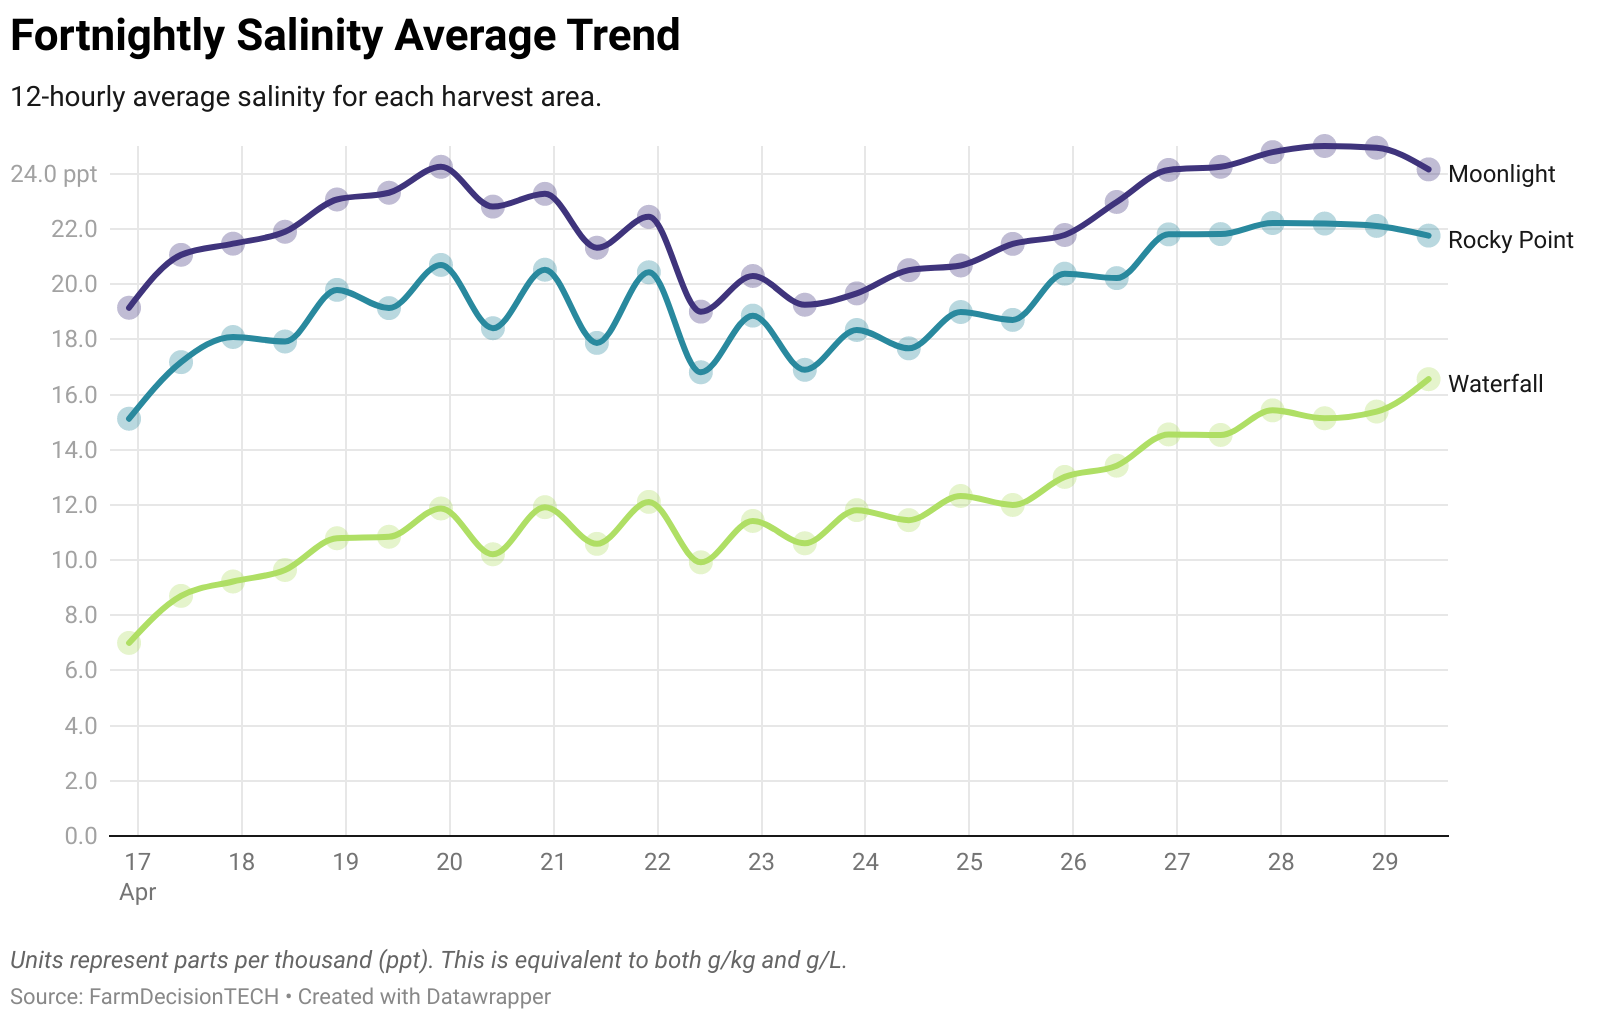 Fortnightly Salinity Average Trend
12-hourly average salinity for each harvest area.
24.0 ppt
22.0
20.0
18.0
16.0
14.0
12.0
10.0
8.0
6.0
4.0
2.0
0.0
Moonlight
Rocky Point
Waterfall
17 18 19 20 21 22 23 24 25 26 27 28 29
Apr
Units represent parts per thousand (ppt). This is equivalent to both g/kg and g/L.
Source: FarmDecisionTECH • Created with Datawrapper